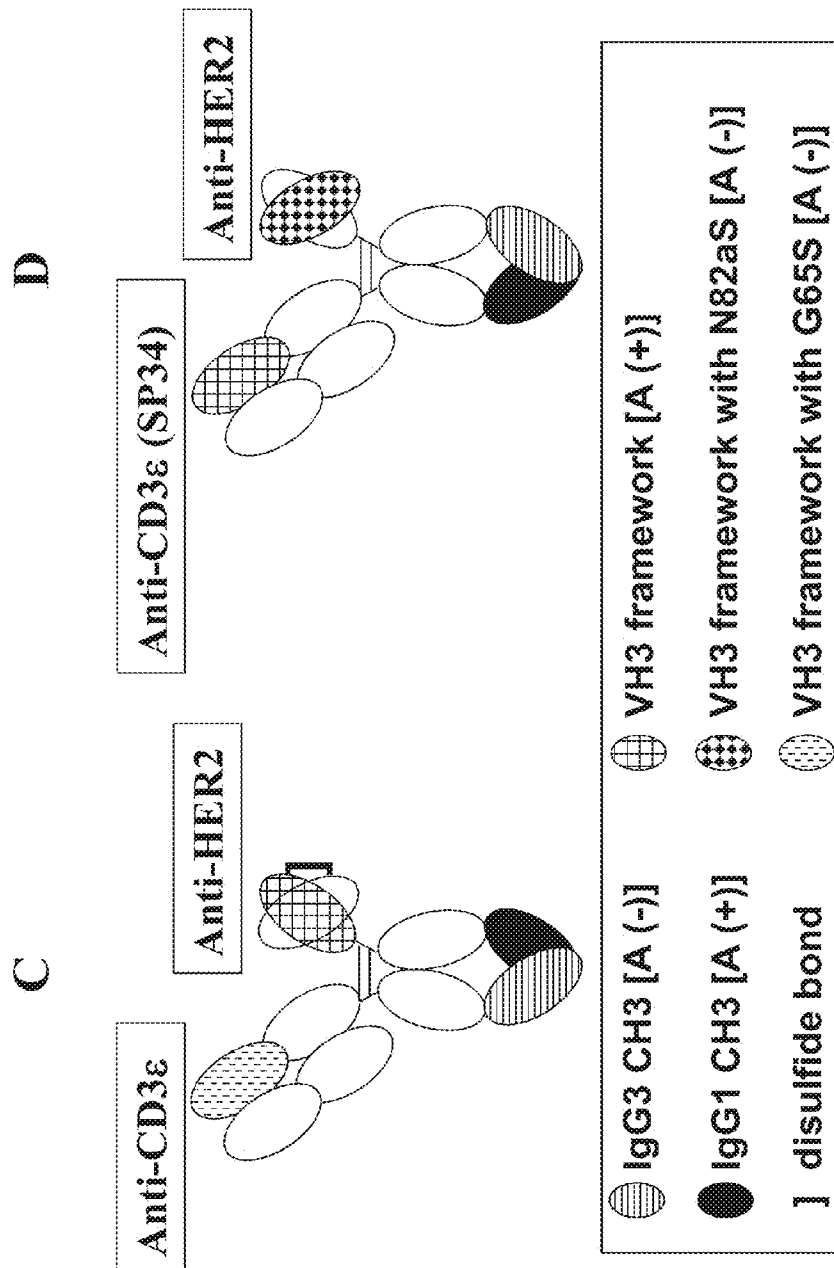 C
Anti-CD3ε
Anti-HER2
D
Anti-CD3ε (SP34)
Anti-HER2
IgG3 CH3 [A (-)]
IgG1 CH3 [A (+)]
] disulfide bond
VH3 framework [A (+)]
VH3 framework with N82aS [A (-)]
VH3 framework with G65S [A (-)]